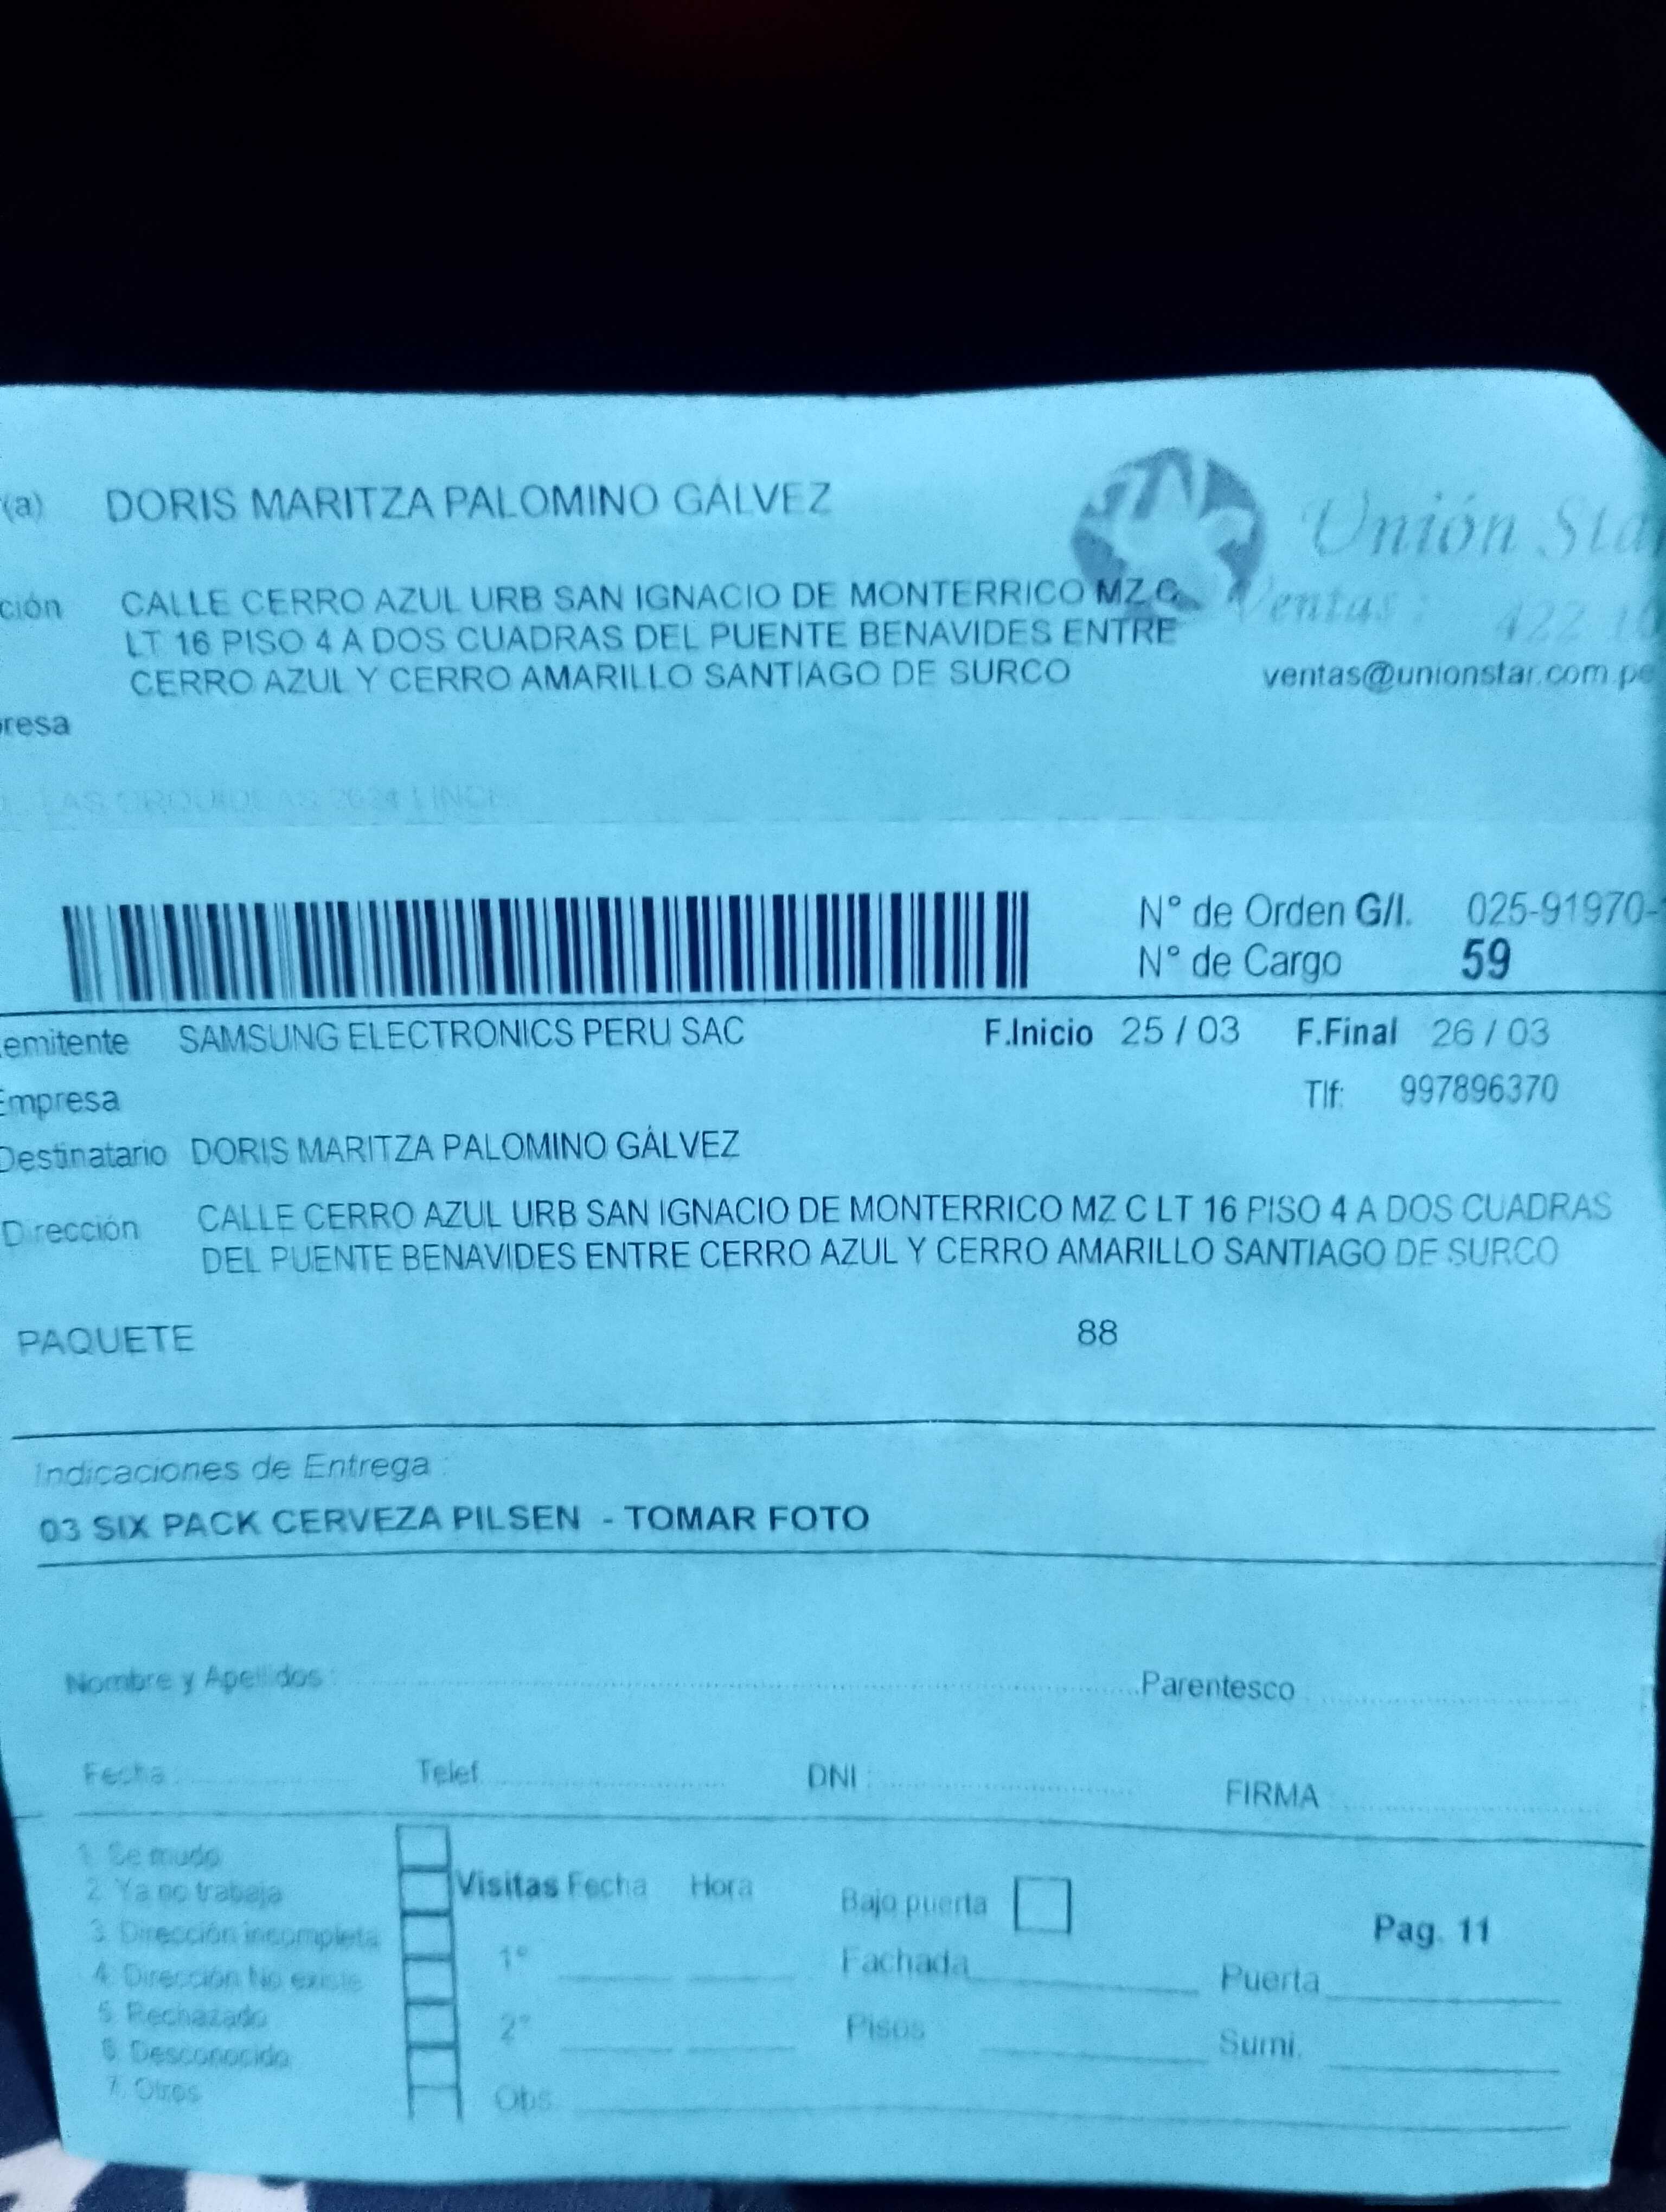 (a) DORIS MARITZA PALOMINO GÁLVEZ
Unión Sta
ción CALLE CERRO AZUL URB SAN IGNACIO DE MONTERRICO MZ C
Ventas : 422
LT 16 PISO 4 A DOS CUADRAS DEL PUENTE BENAVIDES ENTRE
CERRO AZUL Y CERRO AMARILLO SANTIAGO DE SURCO
ventas@unionstar.com.pe
resa
LAS ORQUIDEAS
N° de Orden G/I. 025-91970-
N° de Cargo 59
emitente SAMSUNG ELECTRONICS PERU SAC F.Inicio 25 / 03 F.Final 26 / 03
Empresa Tlf: 997896370
Destinatario DORIS MARITZA PALOMINO GÁLVEZ
Dirección CALLE CERRO AZUL URB SAN IGNACIO DE MONTERRICO MZ C LT 16 PISO 4 A DOS CUADRAS
DEL PUENTE BENAVIDES ENTRE CERRO AZUL Y CERRO AMARILLO SANTIAGO DE SURCO
PAQUETE 88
Indicaciones de Entrega :
03 SIX PACK CERVEZA PILSEN - TOMAR FOTO
Nombre y Apellidos : Parentesco
Fecha Telef. DNI : FIRMA
1. Se mudo
2. Ya no trabaja
3. Dirección incompleta
4. Dirección No existe
5. Rechazado
6. Desconocido
7. Otros
Visitas Fecha Hora
1°
2°
Obs.
Bajo puerta
Fachada
Pisos
Pag. 11
Puerta
Sumi.